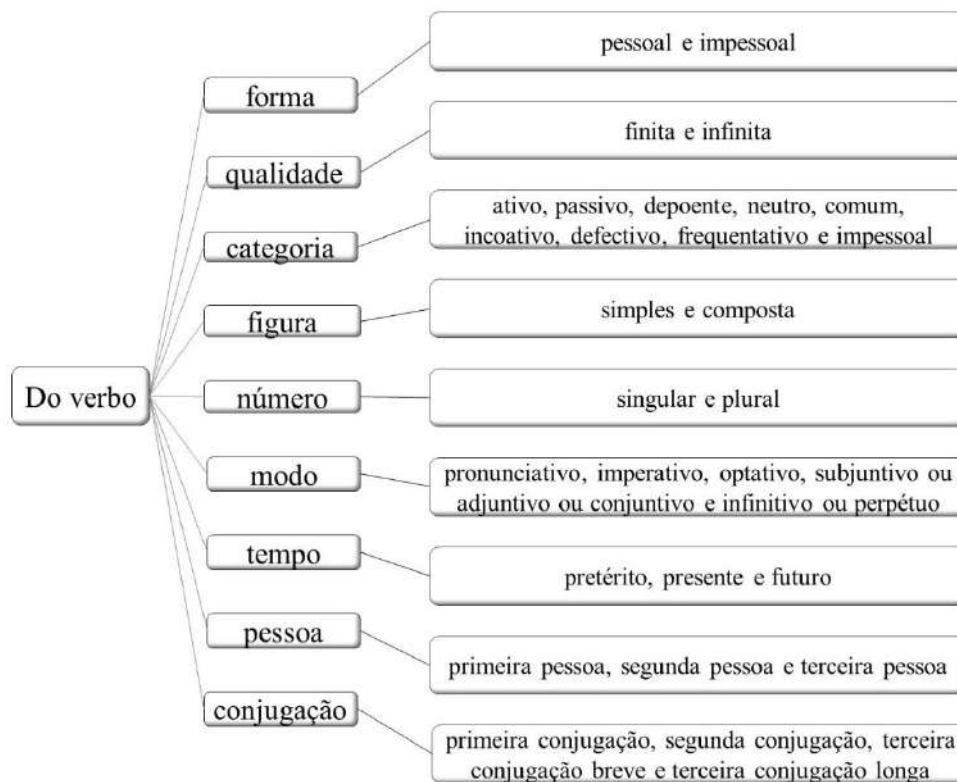 Do verbo
forma
pessoal e impessoal
qualidade
finita e infinita
categoria
ativo, passivo, depoente, neutro, comum,
incoativo, defectivo, frequentativo e impessoal
figura
simples e composta
número
singular e plural
modo
pronunciativo, imperativo, optativo, subjuntivo ou
adjuntivo ou conjuntivo e infinitivo ou perpétuo
tempo
pretérito, presente e futuro
pessoa
primeira pessoa, segunda pessoa e terceira pessoa
conjugação
primeira conjugação, segunda conjugação, terceira
conjugação breve e terceira conjugação longa